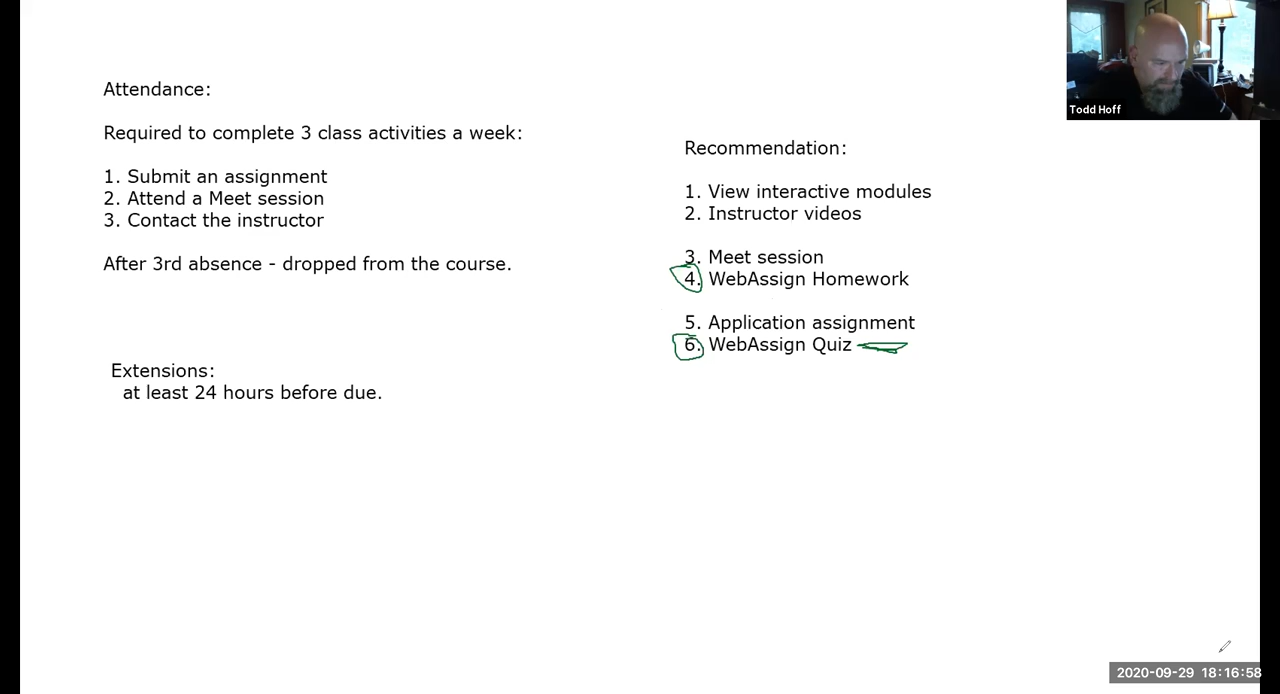 Attendance:
Required to complete 3 class activities a week:
1. Submit an assignment
2. Attend a Meet session
3. Contact the instructor
After 3rd absence - dropped from the course.
Extensions:
at least 24 hours before due.
Recommendation:
1. View interactive modules
2. Instructor videos
3. Meet session
4. WebAssign Homework
5. Application assignment
6. WebAssign Quiz
Todd Hoff
2020-09-29 18:16:58